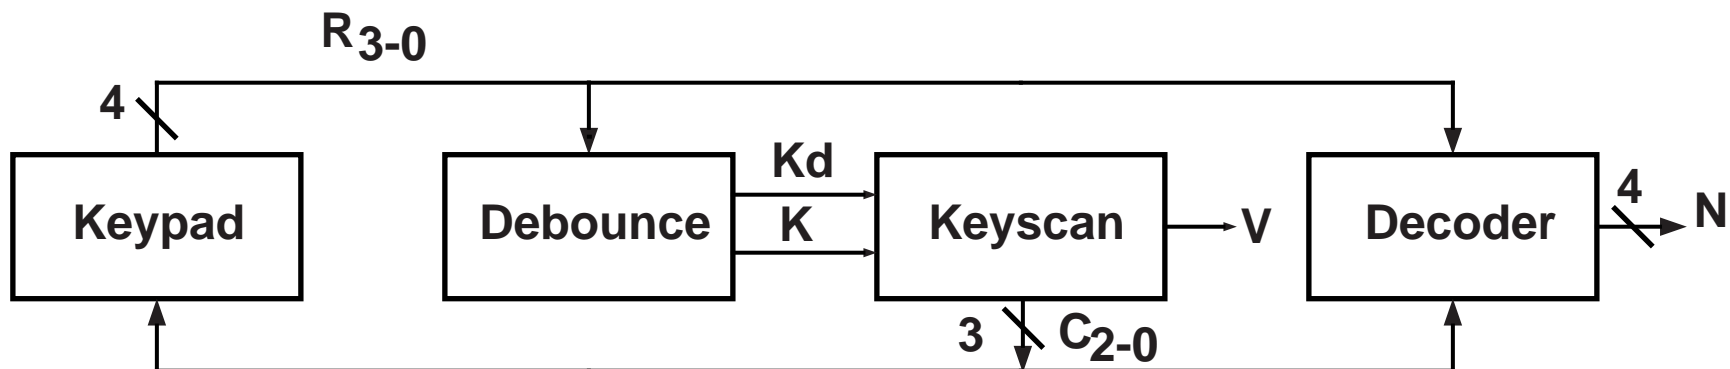 R3-0
4
Keypad
Debounce
Kd
K
Keyscan
V
Decoder
4
N
3
C2-0